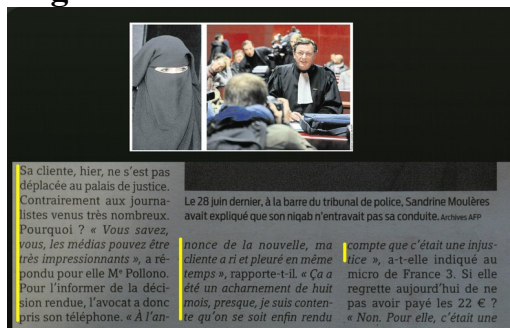 Sa cliente, hier, ne s'est pas
déplacée au palais de justice.
Contrairement aux journa-
listes venus très nombreux.
Pourquoi ? « Vous savez,
vous, les médias pouvez être
très impressionnants », a ré-
pondu pour elle Me Pollono.
Pour l'informer de la déci-
sion rendue, l'avocat a donc
pris son téléphone. « À l'an-
Le 28 juin dernier, à la barre du tribunal de police, Sandrine Moulères
avait expliqué que son niqab n'entravait pas sa conduite. Archives AFP
nonce de la nouvelle, ma
cliente a ri et pleuré en même
temps », rapporte-t-il. « Ça a
été un acharnement de huit
mois, presque, je suis conten-
te qu'on se soit enfin rendu
compte que c'était une injus-
tice », a-t-elle indiqué au
micro de France 3. Si elle
regrette aujourd'hui de ne
pas avoir payé les 22 € ?
« Non. Pour elle, c'était une